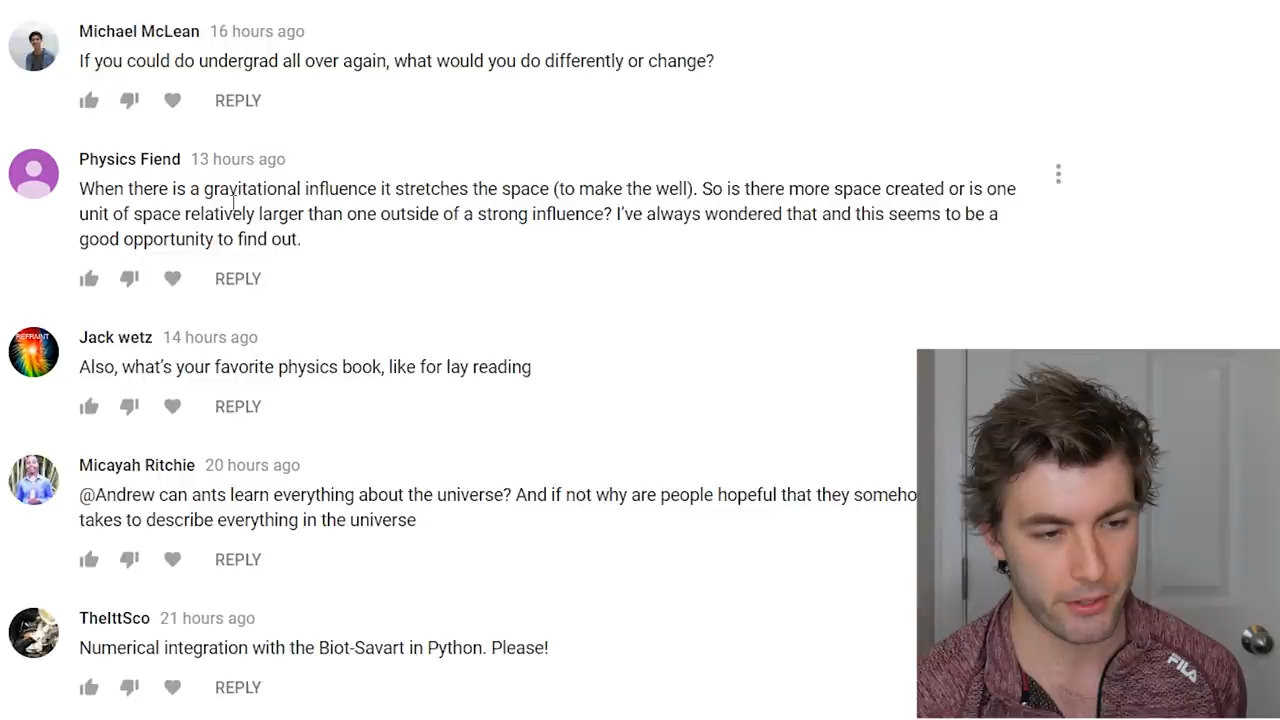 Michael McLean 16 hours ago
If you could do undergrad all over again, what would you do differently or change?
REPLY
Physics Fiend 13 hours ago
When there is a gravitational influence it stretches the space (to make the well). So is there more space created or is one
unit of space relatively larger than one outside of a strong influence? I've always wondered that and this seems to be a
good opportunity to find out.
REPLY
REFRAINT
Jack wetz 14 hours ago
Also, what's your favorite physics book, like for lay reading
REPLY
Micayah Ritchie 20 hours ago
@Andrew can ants learn everything about the universe? And if not why are people hopeful that they someho
takes to describe everything in the universe
REPLY
TheIttSco 21 hours ago
Numerical integration with the Biot-Savart in Python. Please!
REPLY
FILA